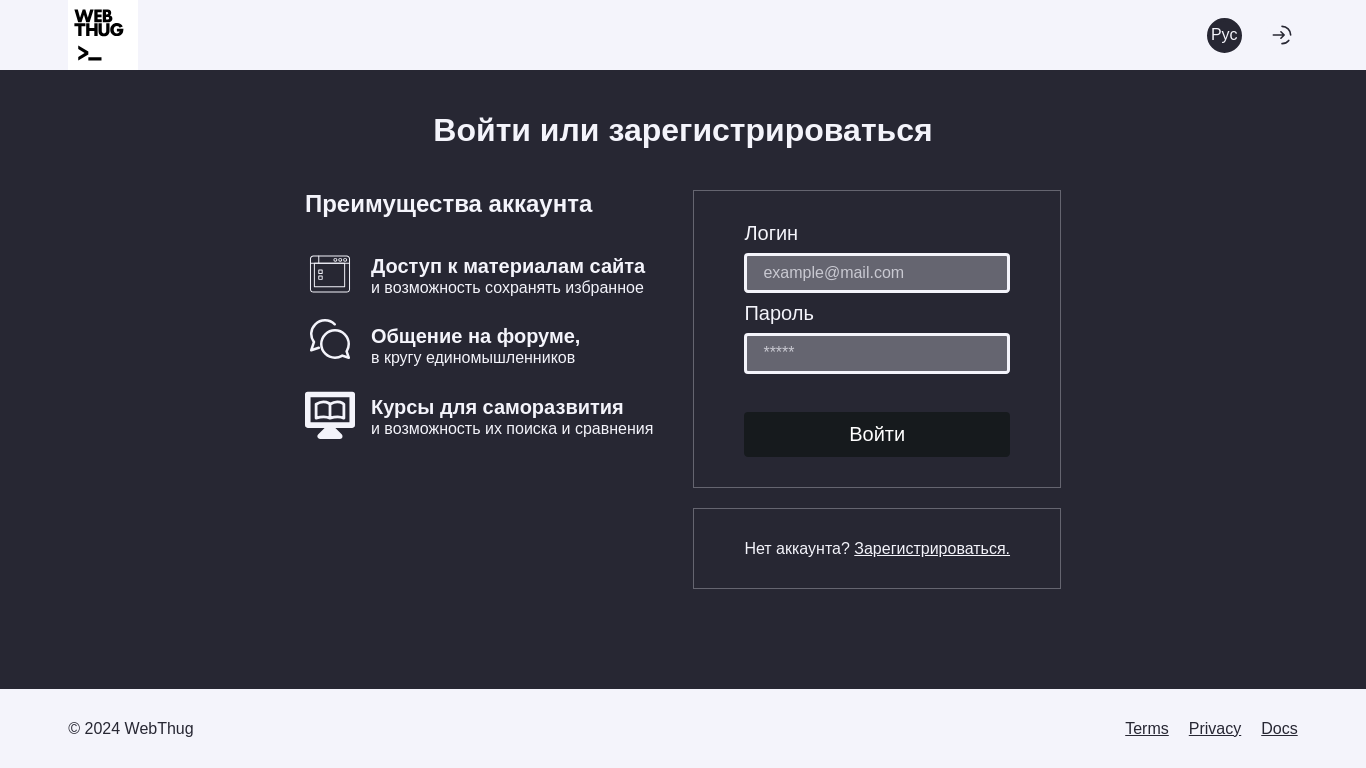 WEB
THUG
>_
Рус
Войти или зарегистрироваться
Преимущества аккаунта
Доступ к материалам сайта
и возможность сохранять избранное
Общение на форуме,
в кругу единомышленников
Курсы для саморазвития
и возможность их поиска и сравнения
Логин
example@mail.com
Пароль
*****
Войти
Нет аккаунта? Зарегистрироваться.
© 2024 WebThug
Terms Privacy Docs